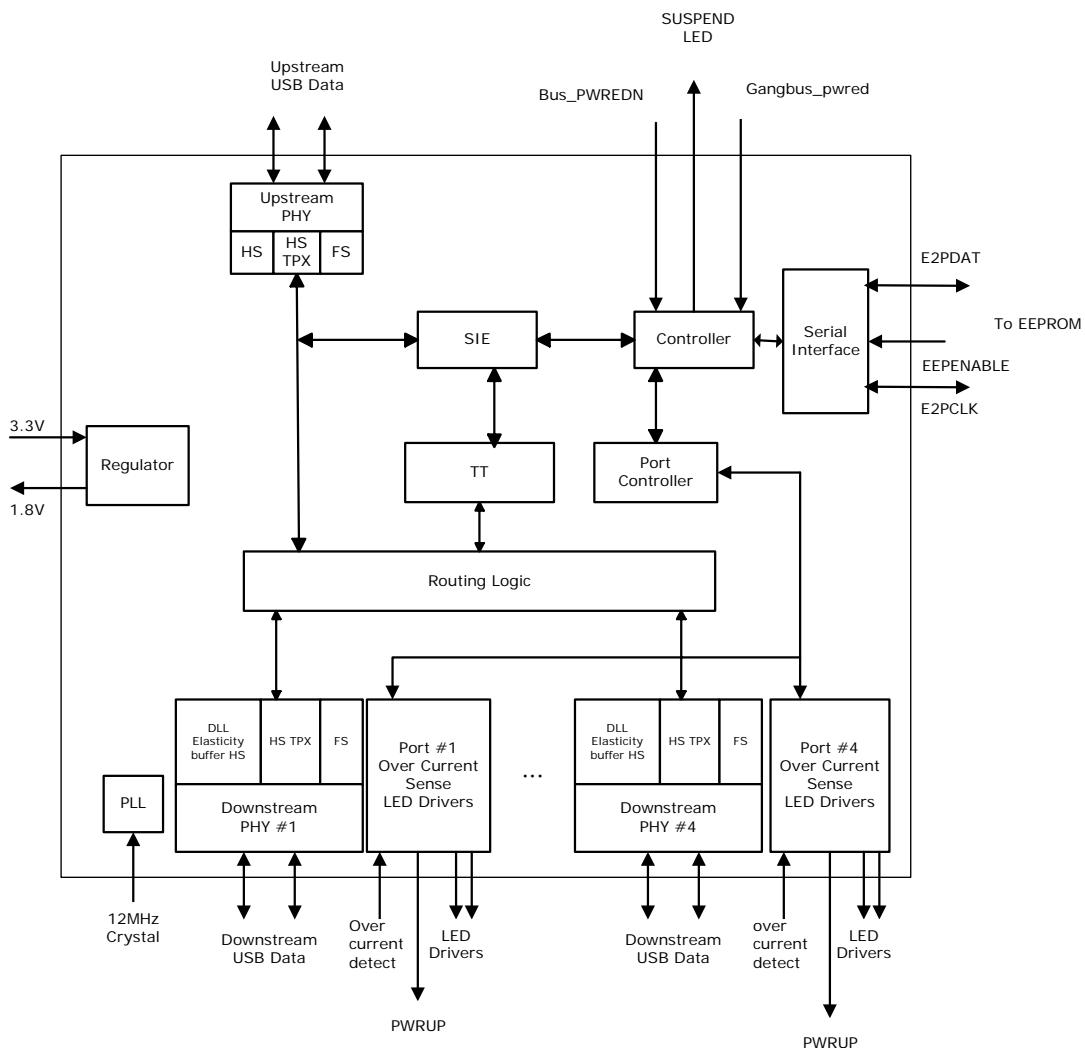 SUSPEND
LED
Upstream
USB Data
Bus_PWREDN
Gangbus_pwred
Upstream
PHY
HS
HS
TPX
FS
E2PDAT
SIE
Controller
Serial
Interface
To EEPROM
EEPENABLE
E2PCLK
3.3V
Regulator
1.8V
TT
Port
Controller
Routing Logic
DLL
Elasticity
buffer HS
HS TPX
FS
Port #1
Over Current
Sense
LED Drivers
...
DLL
Elasticity
buffer HS
HS TPX
FS
Port #4
Over Current
Sense
LED Drivers
PLL
Downstream
PHY #1
Downstream
PHY #4
12MHz
Crystal
Downstream
USB Data
Over
current
detect
LED
Drivers
Downstream
USB Data
over
current
detect
LED
Drivers
PWRUP
PWRUP